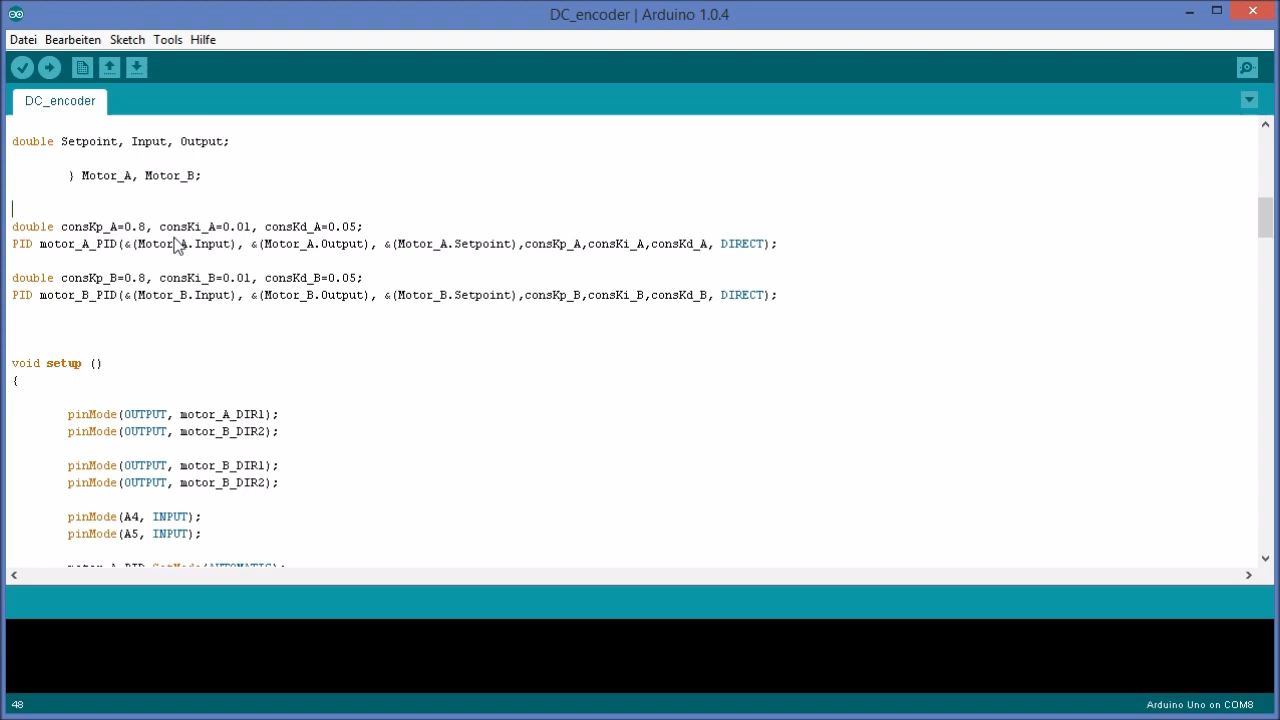 DC_encoder | Arduino 1.0.4
Datei Bearbeiten Sketch Tools Hilfe
DC_encoder
double Setpoint, Input, Output;
} Motor_A, Motor_B;
double consKp_A=0.8, consKi_A=0.01, consKd_A=0.05;
PID motor_A_PID(&(Motor_A.Input), &(Motor_A.Output), &(Motor_A.Setpoint),consKp_A,consKi_A,consKd_A, DIRECT);
double consKp_B=0.8, consKi_B=0.01, consKd_B=0.05;
PID motor_B_PID(&(Motor_B.Input), &(Motor_B.Output), &(Motor_B.Setpoint),consKp_B,consKi_B,consKd_B, DIRECT);
void setup ()
{
pinMode(OUTPUT, motor_A_DIR1);
pinMode(OUTPUT, motor_B_DIR2);
pinMode(OUTPUT, motor_B_DIR1);
pinMode(OUTPUT, motor_B_DIR2);
pinMode(A4, INPUT);
pinMode(A5, INPUT);
motor_A_PID.SetMode(AUTOMATIC);
48
Arduino Uno on COM8